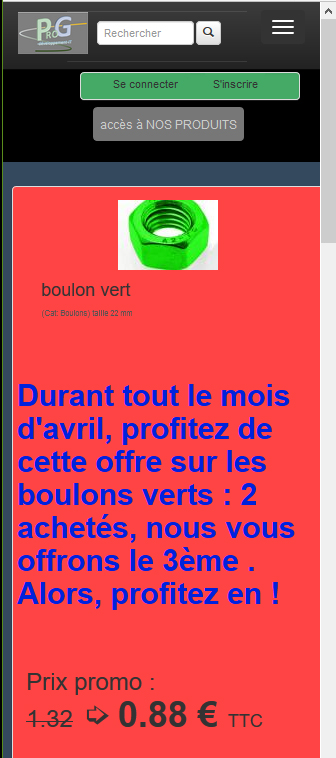 PROG
Rechercher
Se connecter S'inscrire
accès à NOS PRODUITS
boulon vert
(Cat: Boulons) taille 22 mm
Durant tout le mois
d'avril, profitez de
cette offre sur les
boulons verts : 2
achetés, nous vous
offrons le 3ème .
Alors, profitez en !
Prix promo :
1.32 ➩ 0.88 € TTC